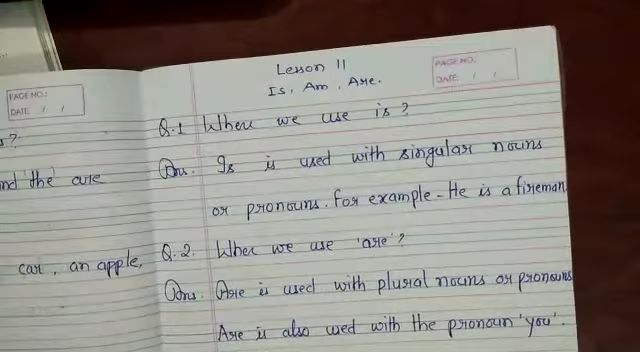 PAGE NO.:
DATE / /
s?
nd 'the' are
car, an apple,
Lesson 11
Is, Am, Are.
PAGE NO.:
DATE / /
Q.1 When we use is?
Ans. Is is used with singular nouns
or pronouns. For example - He is a fireman
Q.2. When we use 'are'?
Ans. Are is used with plural nouns or pronouns
Are is also used with the pronoun 'you'.